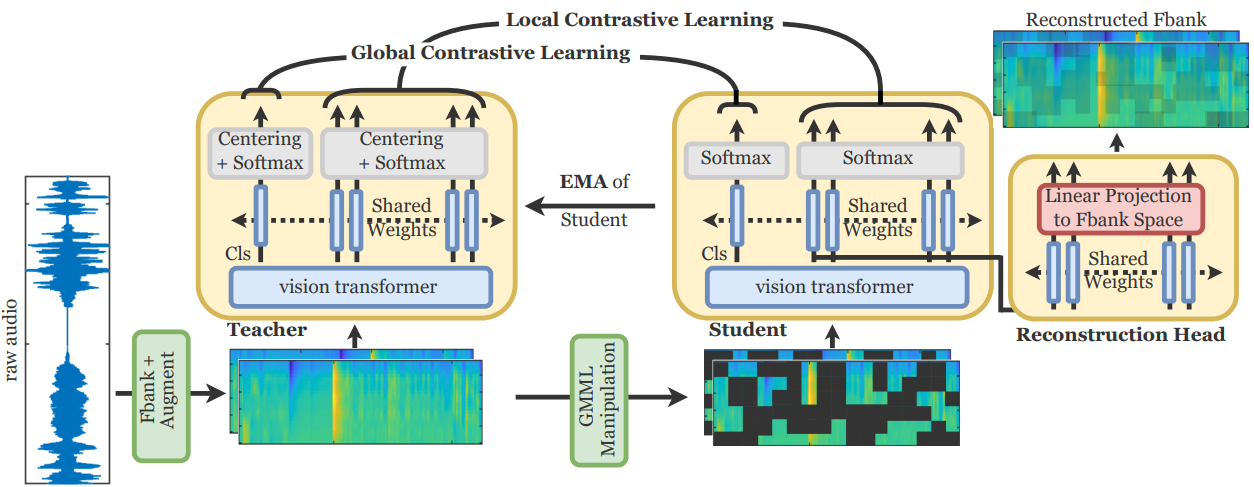 Local Contrastive Learning
Global Contrastive Learning
Reconstructed Fbank
Centering
+ Softmax
Centering
+ Softmax
Softmax
Softmax
Linear Projection
to Fbank Space
EMA of
Student
Shared
Weights
Cls
Shared
Weights
Cls
Shared
Weights
vision transformer
vision transformer
Teacher
Student
Reconstruction Head
raw audio
Fbank +
Augment
GMML
Manipulation